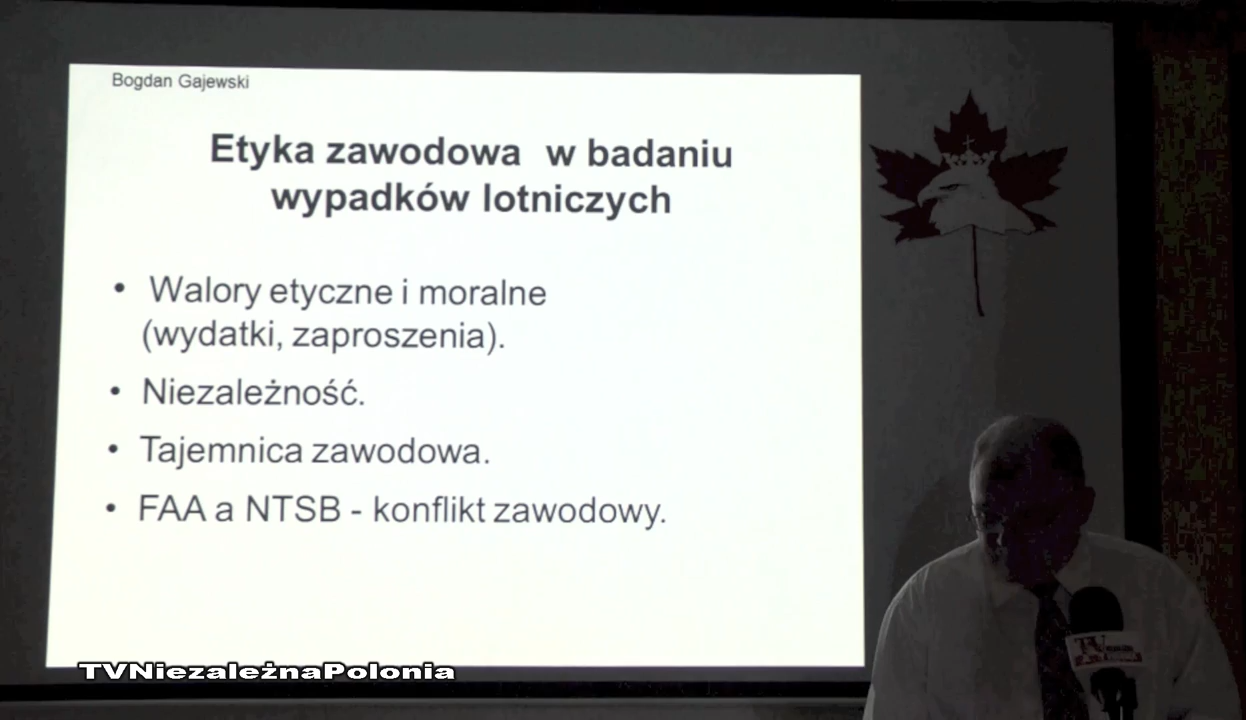 Bogdan Gajewski
Etyka zawodowa w badaniu
wypadków lotniczych
• Walory etyczne i moralne
(wydatki, zaproszenia).
• Niezależność.
• Tajemnica zawodowa.
• FAA a NTSB - konflikt zawodowy.
TVNiezależnaPolonia
TV